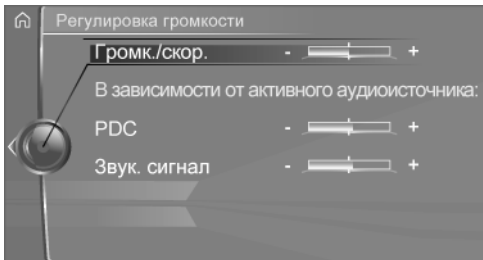 Регулировка громкости
Громк./скор. - +
В зависимости от активного аудиоисточника:
PDC - +
Звук. сигнал - +